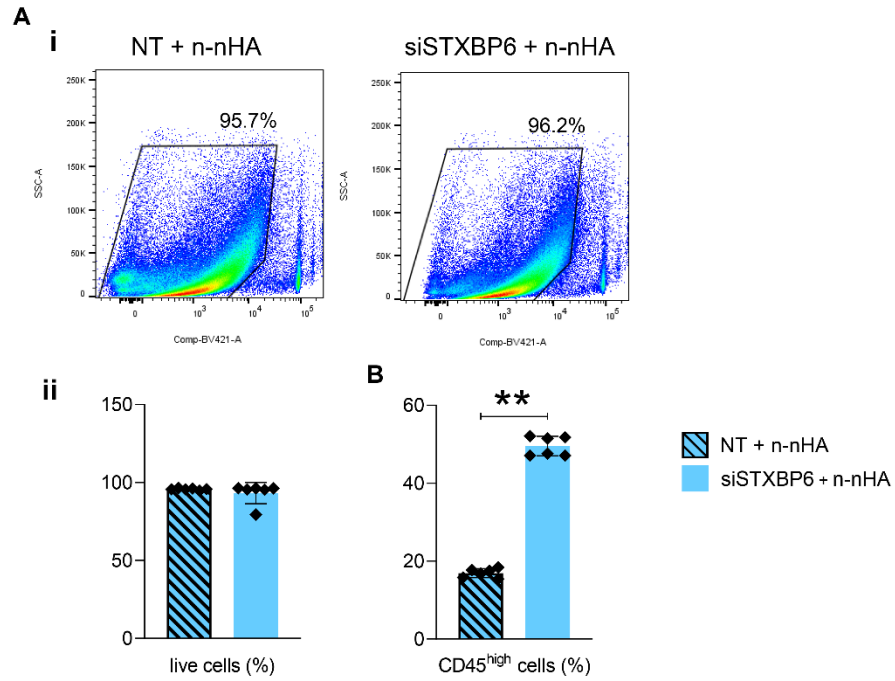 A
i
NT + n-nHA
siSTXBP6 + n-nHA
95.7%
96.2%
250K
200K
150K
100K
50K
0
SSC-A
0
10³
10⁴
10⁵
Comp-BV421-A
250K
200K
150K
100K
50K
0
SSC-A
0
10³
10⁴
10⁵
Comp-BV421-A
ii
150
100
50
0
live cells (%)
B
60
40
20
0
**
CD45high cells (%)
NT + n-nHA
siSTXBP6 + n-nHA